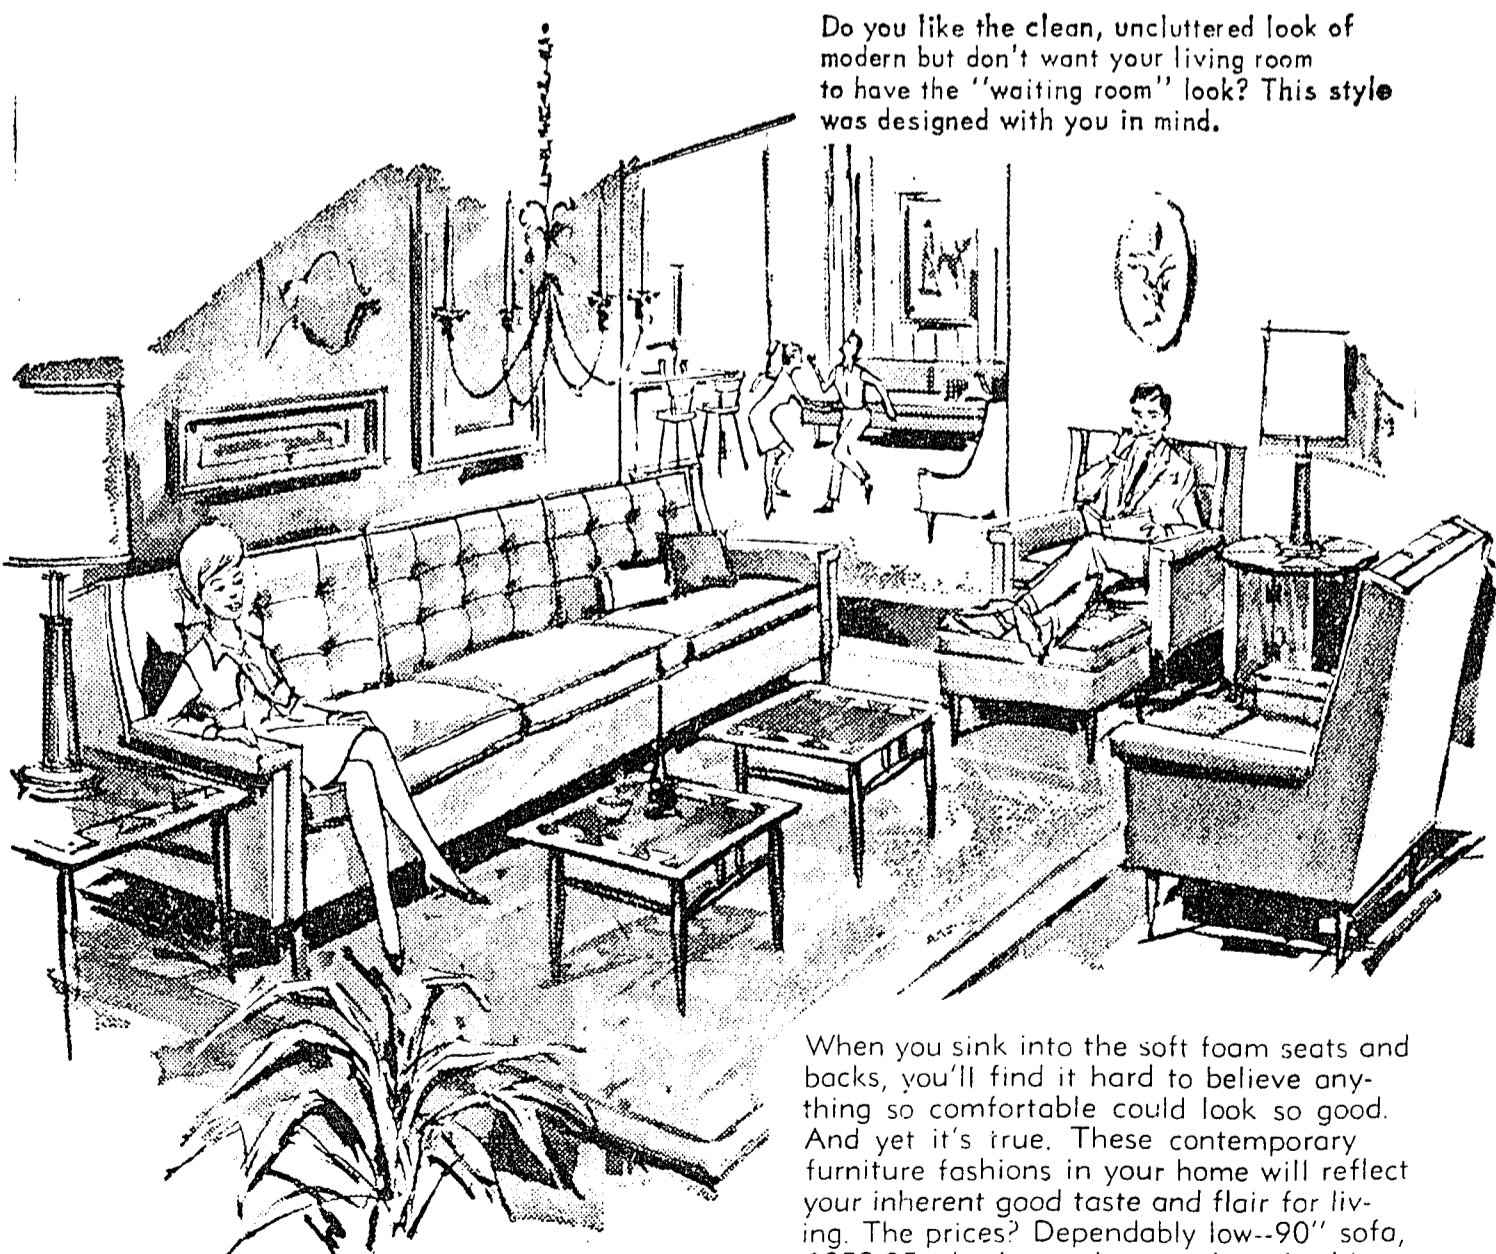 Do you like the clean, uncluttered look of
modern but don't want your living room
to have the "waiting room" look? This style
was designed with you in mind.
When you sink into the soft foam seats and
backs, you'll find it hard to believe any-
thing so comfortable could look so good.
And yet it's true. These contemporary
furniture fashions in your home will reflect
your inherent good taste and flair for liv-
ing. The prices? Dependably low--90" sofa,